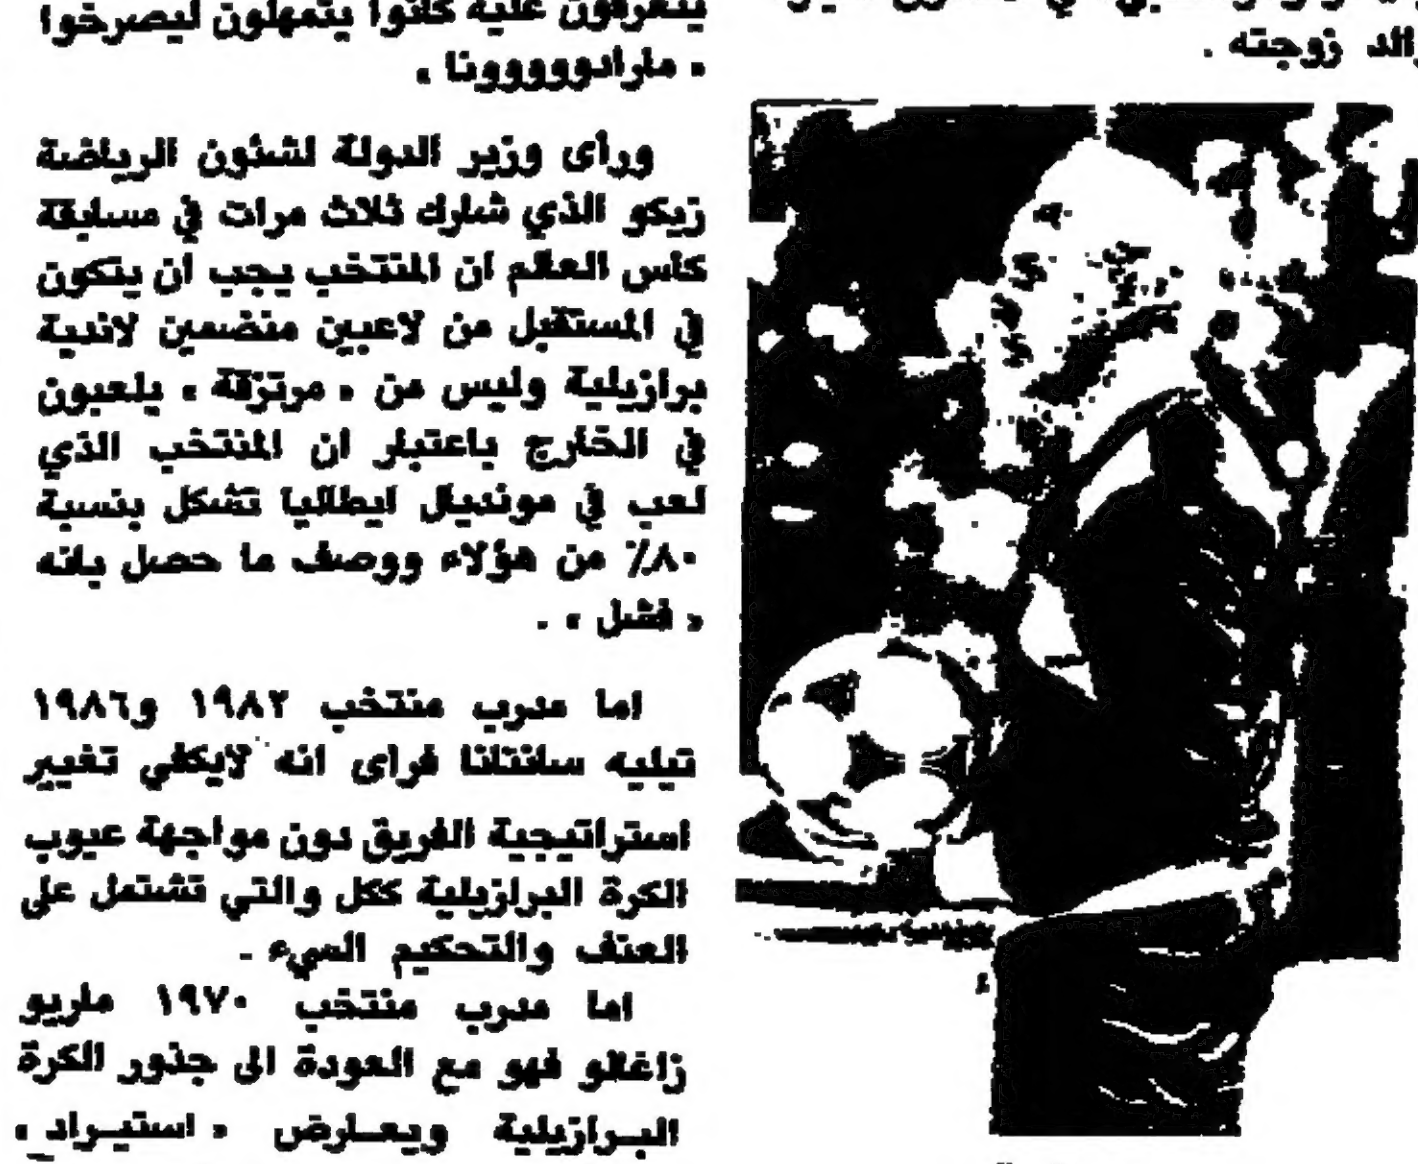 والد زوجته .
يتعرفون عليه كانوا يتمهلون ليصرخوا
« مارادوووونا »
ورأى وزير الدولة لشئون الرياضة
زيكو الذي شارك ثلاث مرات في مسابقة
كأس العالم ان المنتخب يجب ان يتكون
في المستقبل من لاعبين منضمين لاندية
برازيلية وليس من « مرتزقة » يلعبون
في الخارج باعتبار ان المنتخب الذي
لعب في مونديال ايطاليا تشكل بنسبة
٨٠٪ من هؤلاء ووصف ما حصل بانه
« فشل » .
اما مدرب منتخب ١٩٨٢ و١٩٨٦
تيليه سانتانا فرأى انه لايكفي تغيير
استراتيجية الفريق دون مواجهة عيوب
الكرة البرازيلية ككل والتي تشتمل على
العنف والتحكيم السيء .
اما مدرب منتخب ١٩٧٠ ماريو
زاغالو فهو مع العودة الى جذور الكرة
البرازيلية ويعارض « استيراد »